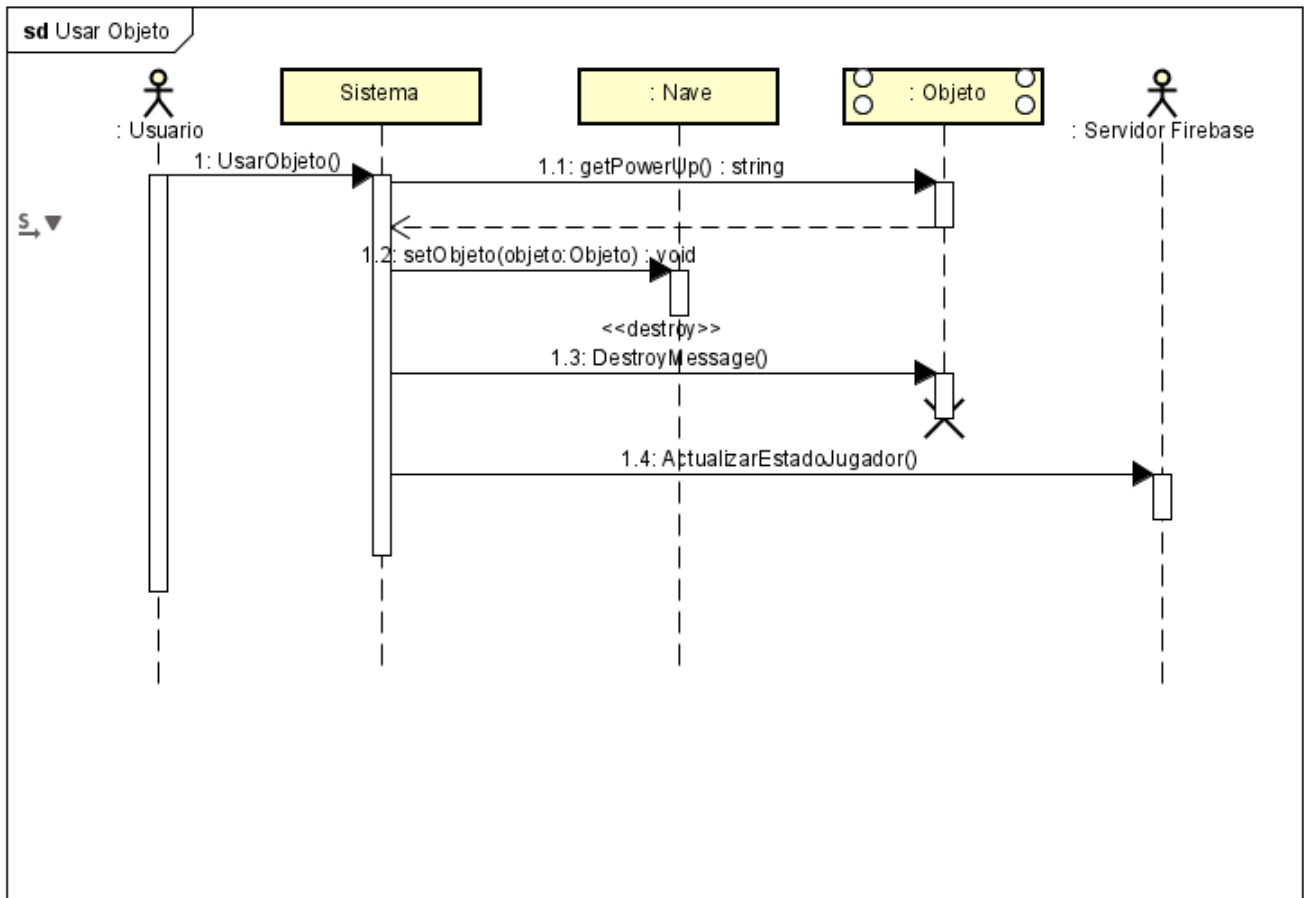 sd Usar Objeto
: Usuario
Sistema
: Nave
: Objeto
: Servidor Firebase
1: UsarObjeto()
1.1: getPowerUp() : string
S
1.2: setObjeto(objeto:Objeto) : void
<<destroy>>
1.3: DestroyMessage()
1.4: ActualizarEstadoJugador()